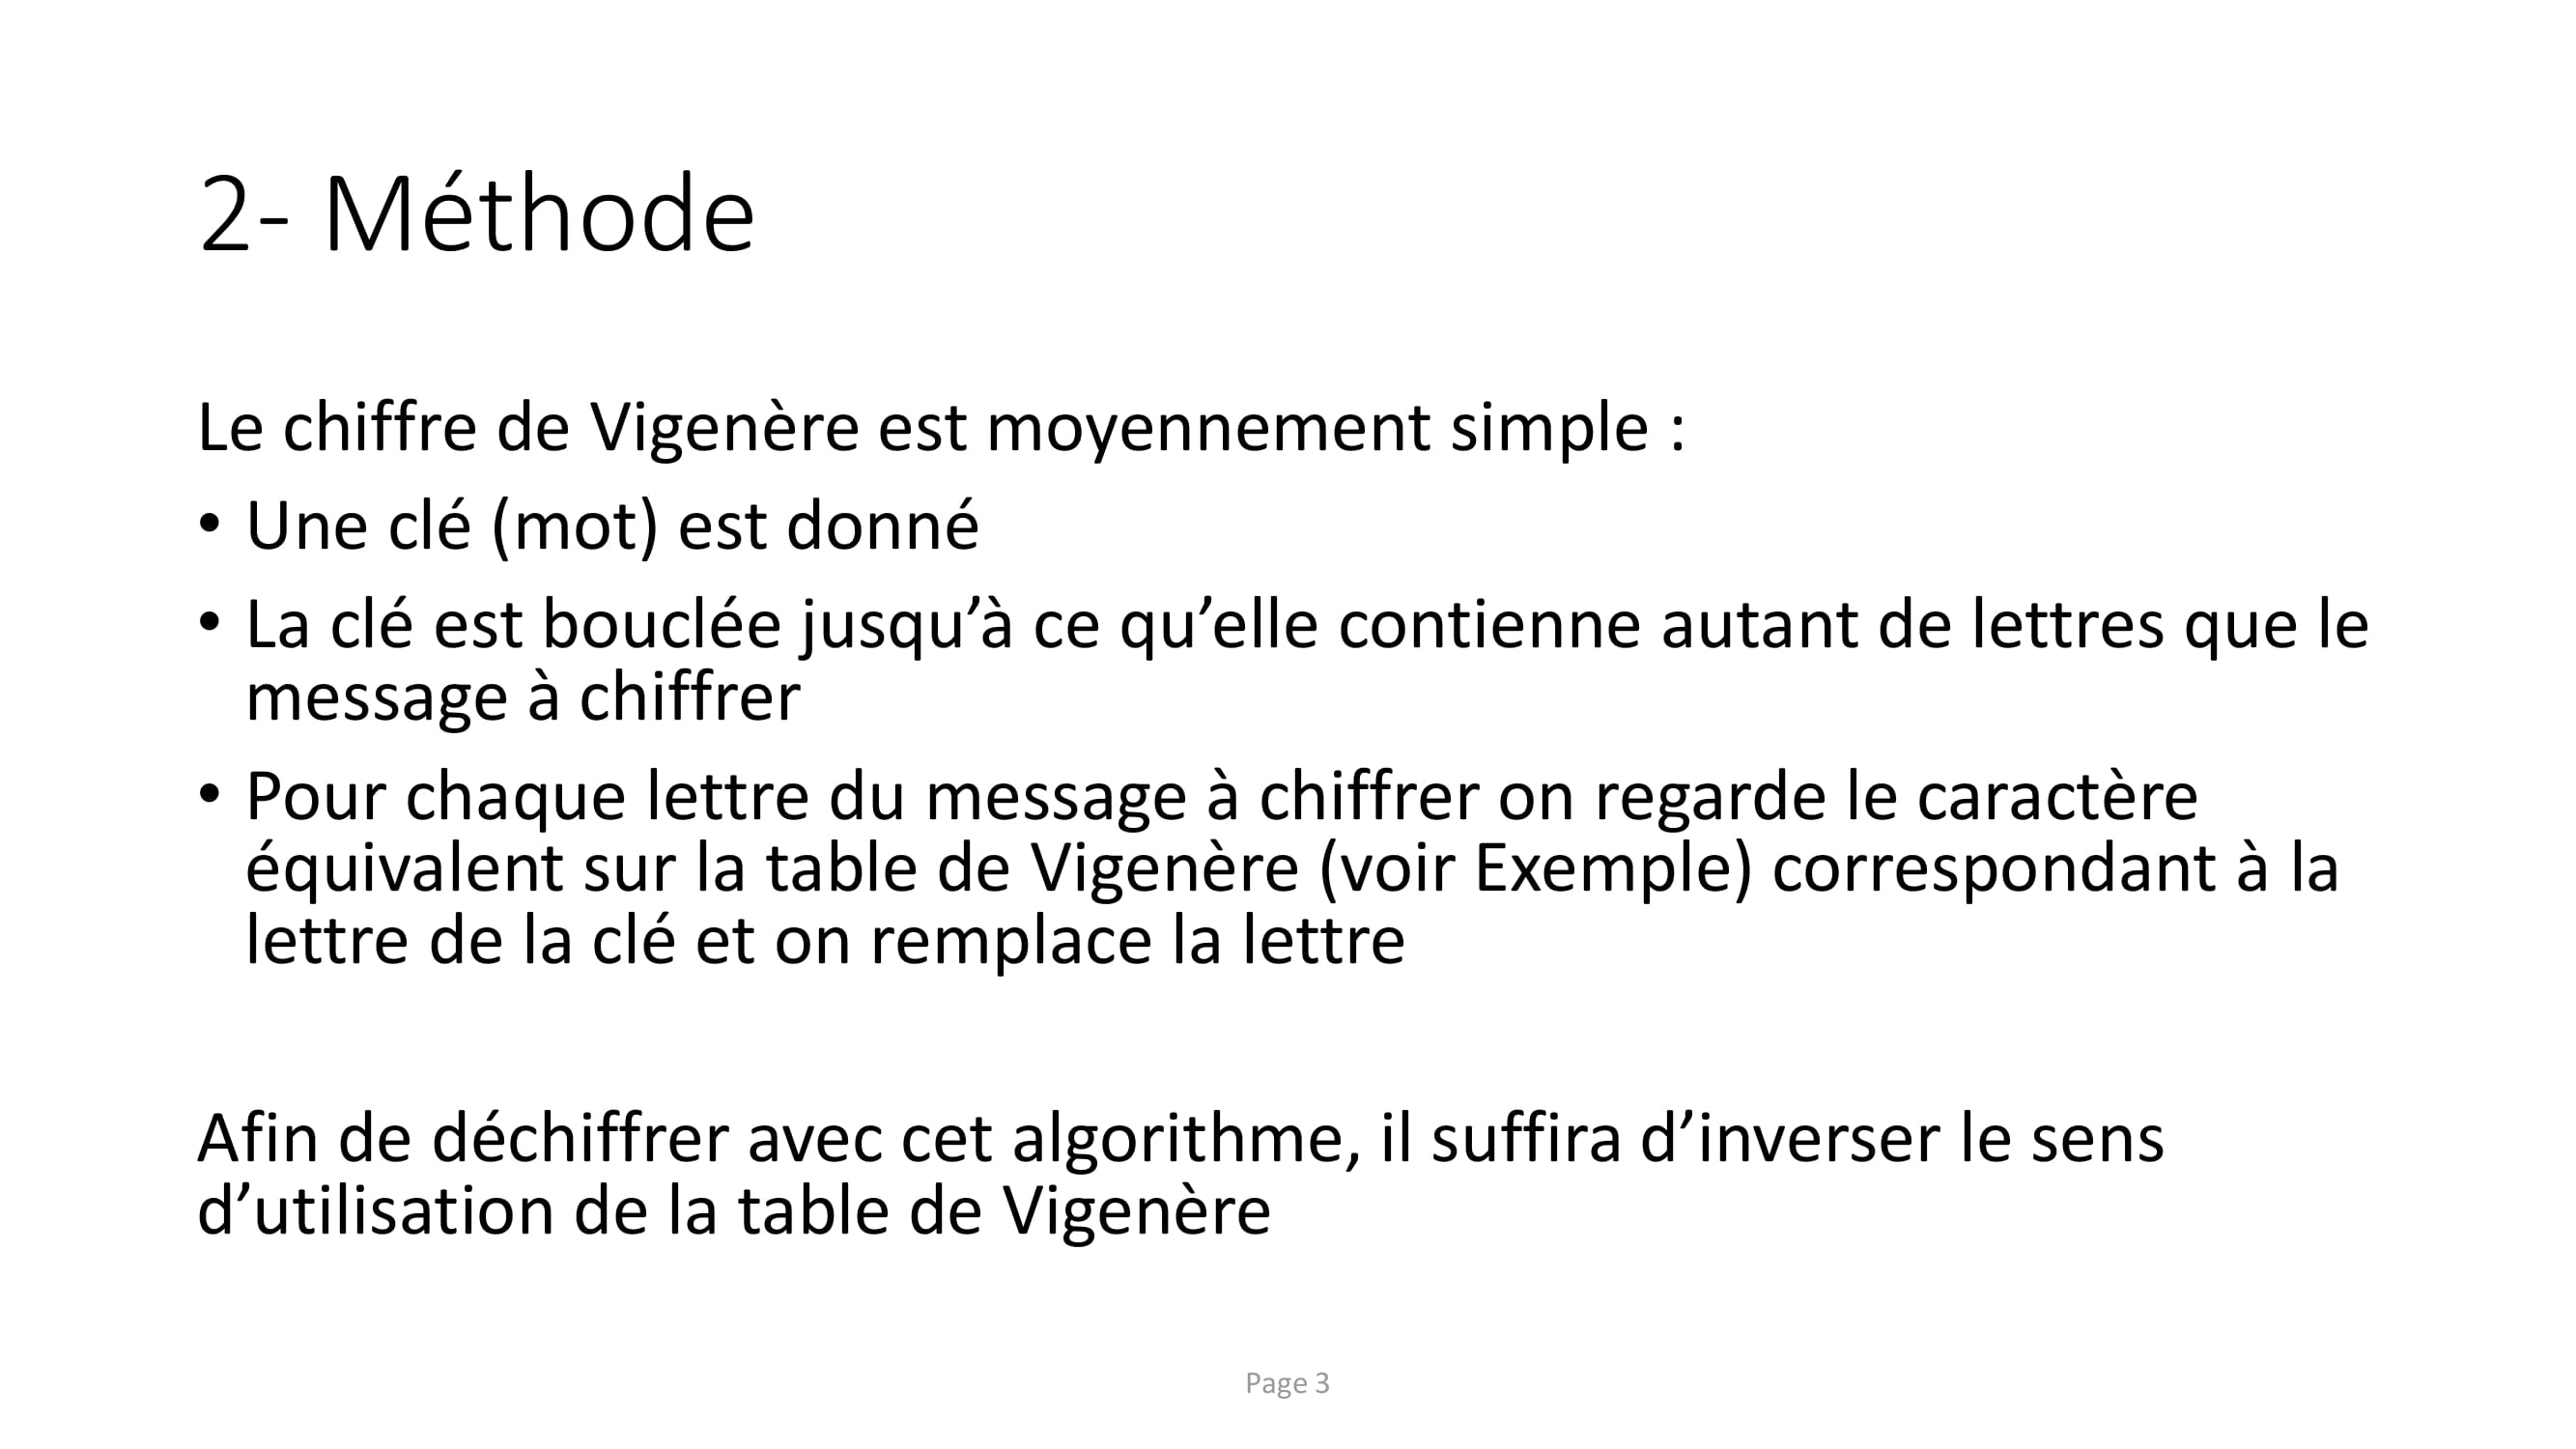 2- Méthode
Le chiffre de Vigenère est moyennement simple :
• Une clé (mot) est donné
• La clé est bouclée jusqu’à ce qu’elle contienne autant de lettres que le
message à chiffrer
• Pour chaque lettre du message à chiffrer on regarde le caractère
équivalent sur la table de Vigenère (voir Exemple) correspondant à la
lettre de la clé et on remplace la lettre
Afin de déchiffrer avec cet algorithme, il suffira d’inverser le sens
d’utilisation de la table de Vigenère
Page 3